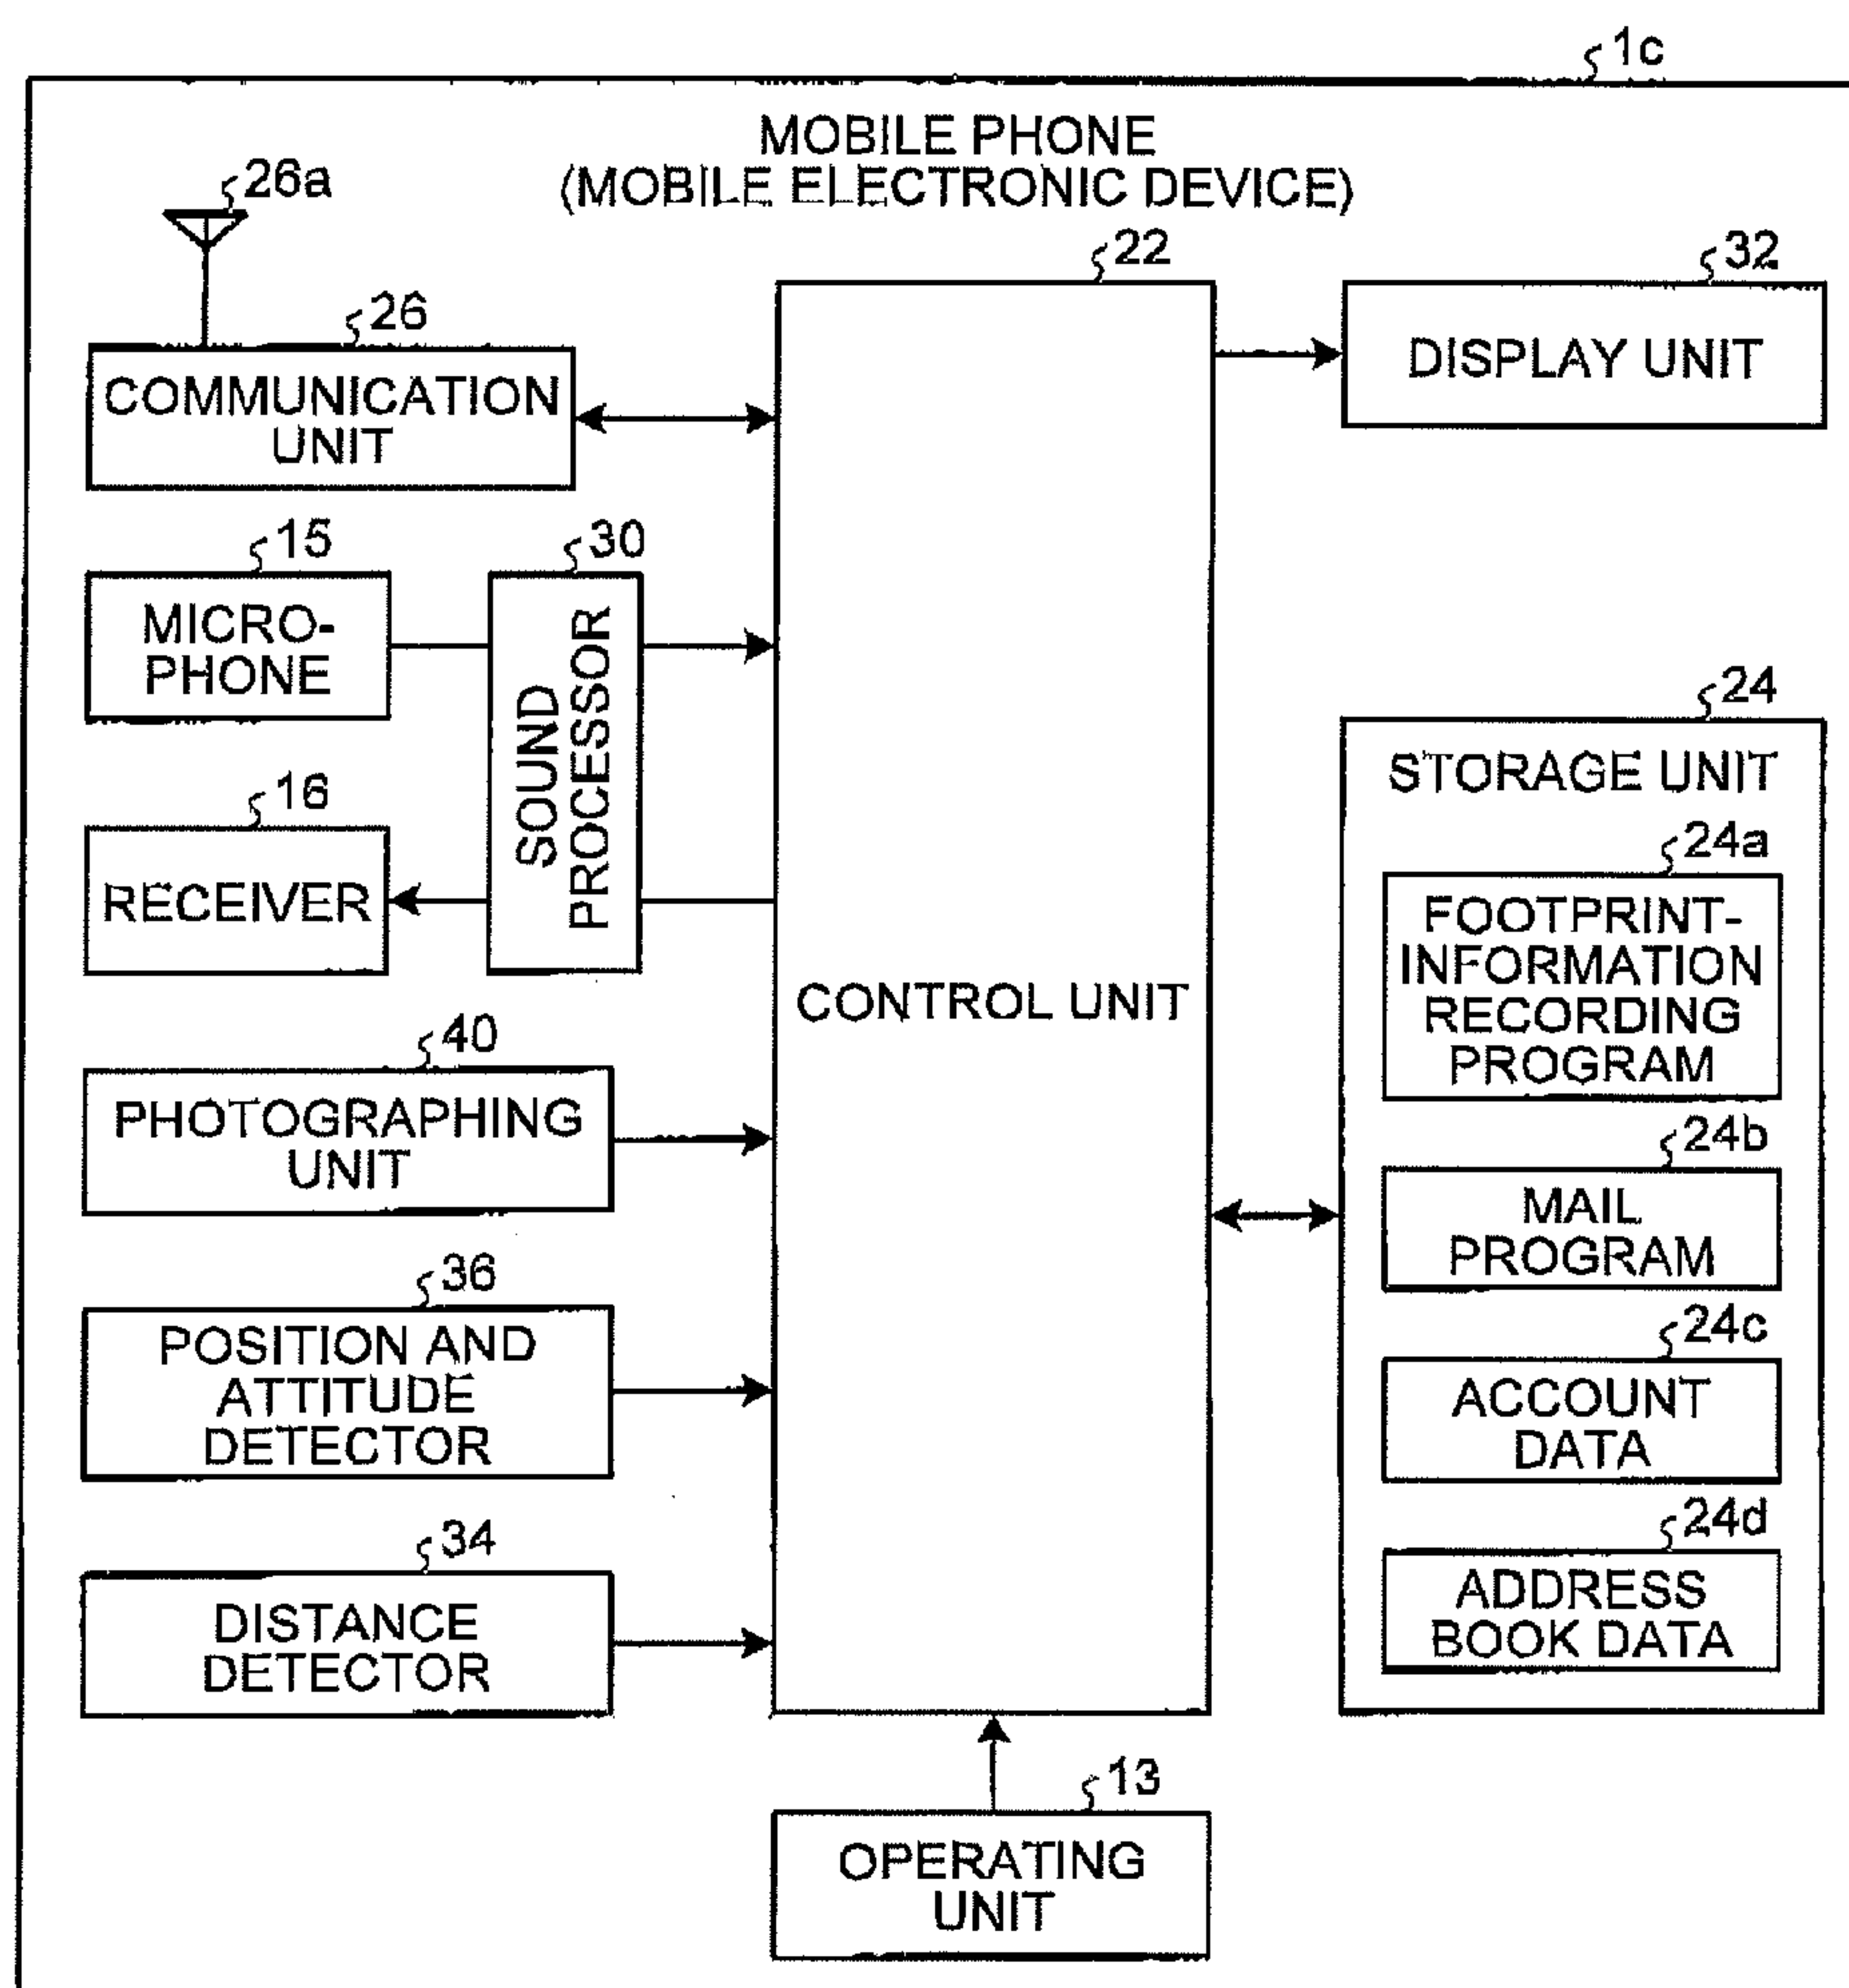 1c
MOBILE PHONE
(MOBILE ELECTRONIC DEVICE)
26a
22
32
26
COMMUNICATION
UNIT
DISPLAY UNIT
15
30
MICRO-
PHONE
SOUND
PROCESSOR
16
RECEIVER
CONTROL UNIT
24
STORAGE UNIT
24a
FOOTPRINT-
INFORMATION
RECORDING
PROGRAM
40
PHOTOGRAPHING
UNIT
24b
MAIL
PROGRAM
36
POSITION AND
ATTITUDE
DETECTOR
24c
ACCOUNT
DATA
34
DISTANCE
DETECTOR
24d
ADDRESS
BOOK DATA
13
OPERATING
UNIT